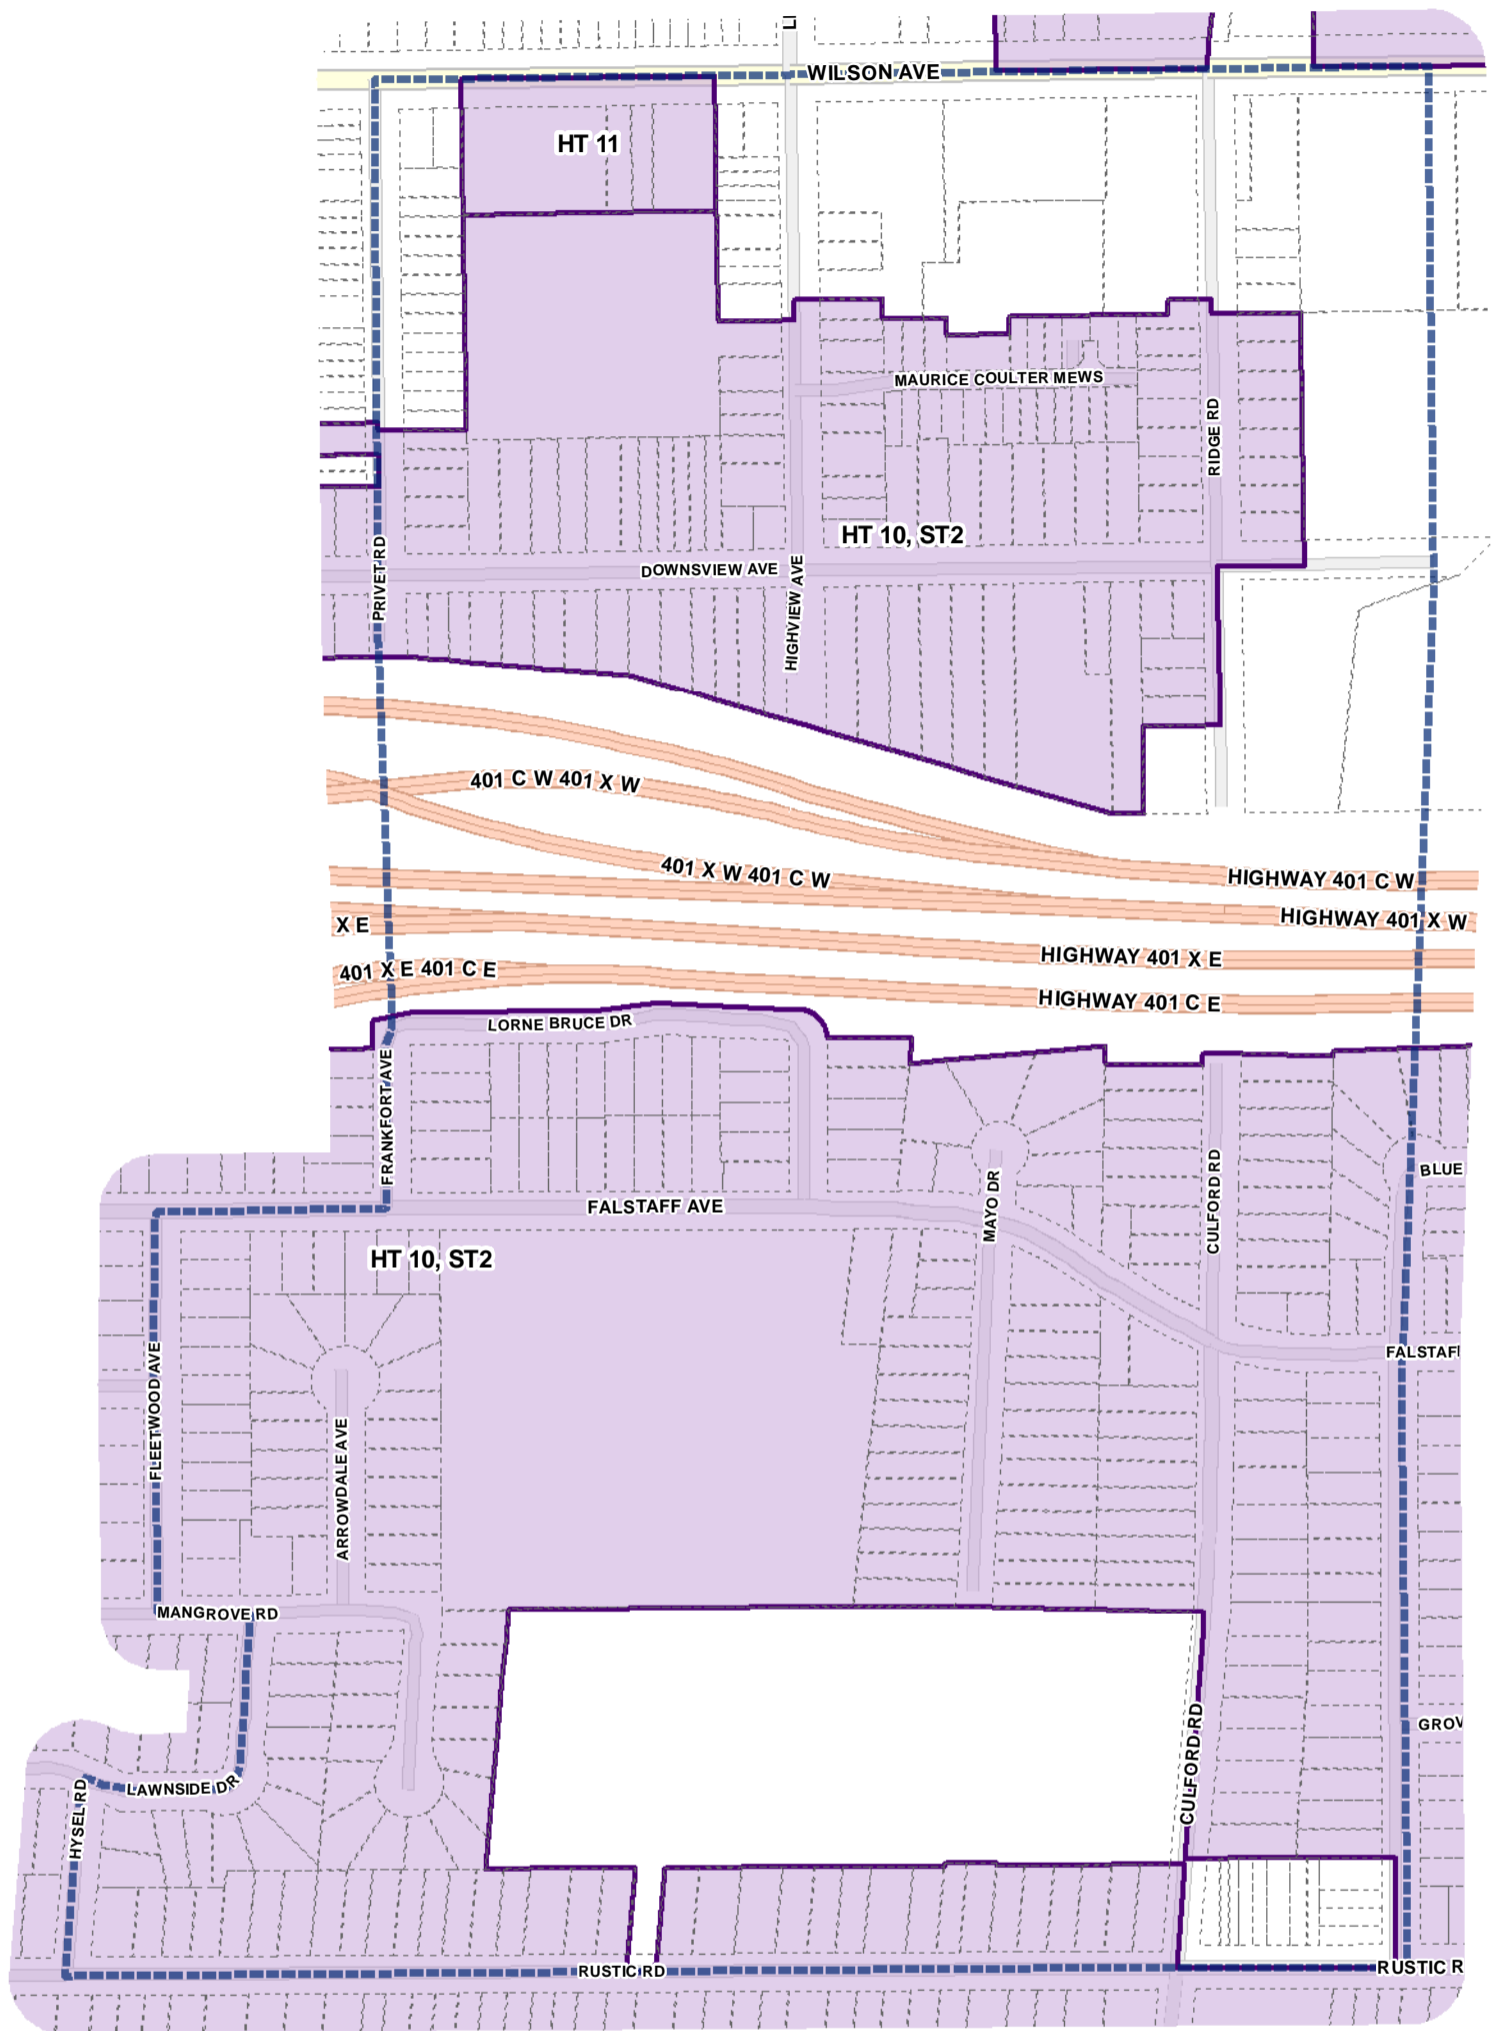 LI
WILSON AVE
HT 11
MAURICE COULTER MEWS
RIDGE RD
HT 10, ST2
PRIVET RD
DOWNSVIEW AVE
HIGHVIEW AVE
401 C W 401 X W
401 X W 401 C W
HIGHWAY 401 C W
X E
HIGHWAY 401 X W
HIGHWAY 401 X E
401 X E 401 C E
HIGHWAY 401 C E
LORNE BRUCE DR
FRANKFORT AVE
BLUE
CULFORD RD
MAYO DR
FALSTAFF AVE
HT 10, ST2
FALSTAF
FLEETWOOD AVE
ARROWDALE AVE
MANGROVE RD
GROV
CULFORD RD
LAWNSIDE DR
HYSEL RD
RUSTIC RD
RUSTIC R